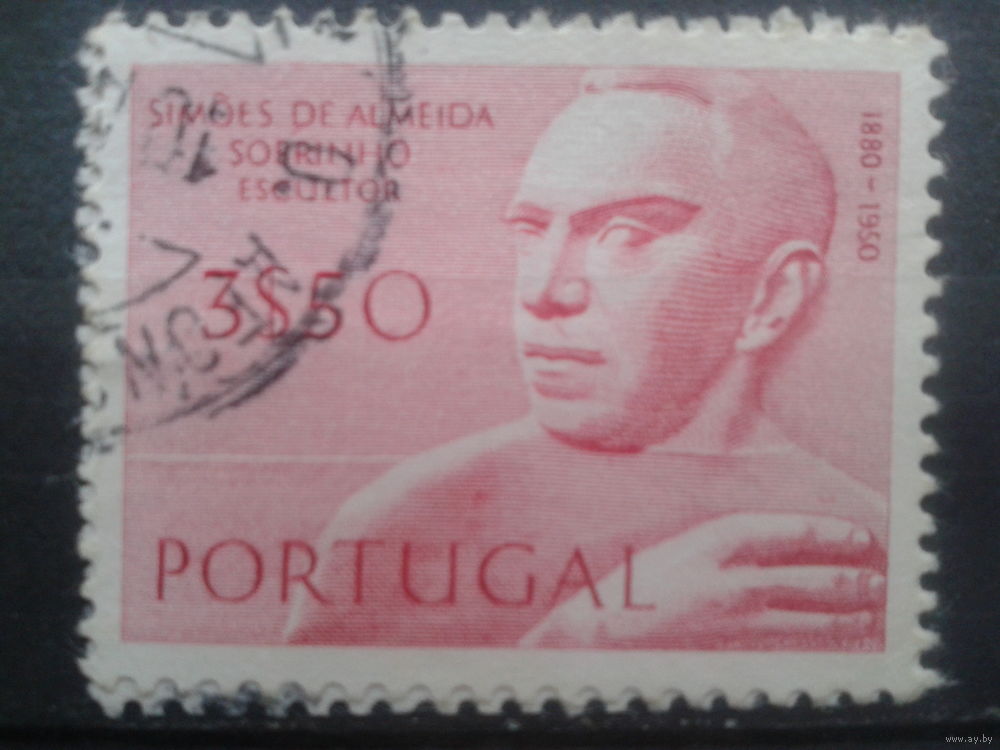 SIMÕES DE ALMEIDA
SOBRINHO
ESCULTOR
1880-1950
3$50
PORTUGAL
www.ay.by